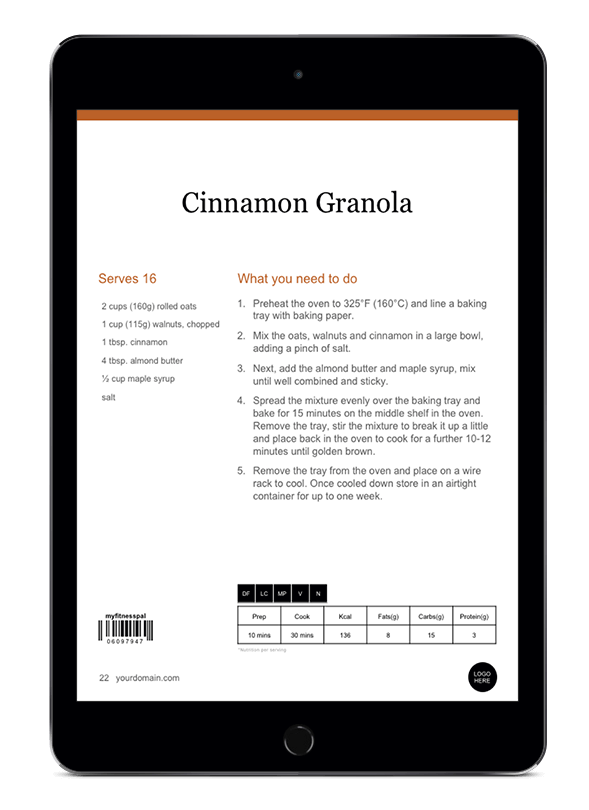 Cinnamon Granola
Serves 16
2 cups (160g) rolled oats
1 cup (115g) walnuts, chopped
1 tbsp. cinnamon
4 tbsp. almond butter
½ cup maple syrup
salt
What you need to do
1. Preheat the oven to 325°F (160°C) and line a baking
tray with baking paper.
2. Mix the oats, walnuts and cinnamon in a large bowl,
adding a pinch of salt.
3. Next, add the almond butter and maple syrup, mix
until well combined and sticky.
4. Spread the mixture evenly over the baking tray and
bake for 15 minutes on the middle shelf in the oven.
Remove the tray, stir the mixture to break it up a little
and place back in the oven to cook for a further 10-12
minutes until golden brown.
5. Remove the tray from the oven and place on a wire
rack to cool. Once cooled down store in an airtight
container for up to one week.
DF LC MP V N
Prep Cook Kcal Fats(g) Carbs(g) Protein(g)
10 mins 30 mins 136 8 15 3
*Nutrition per serving
myfitnesspal
06097947
22 yourdomain.com
LOGO
HERE